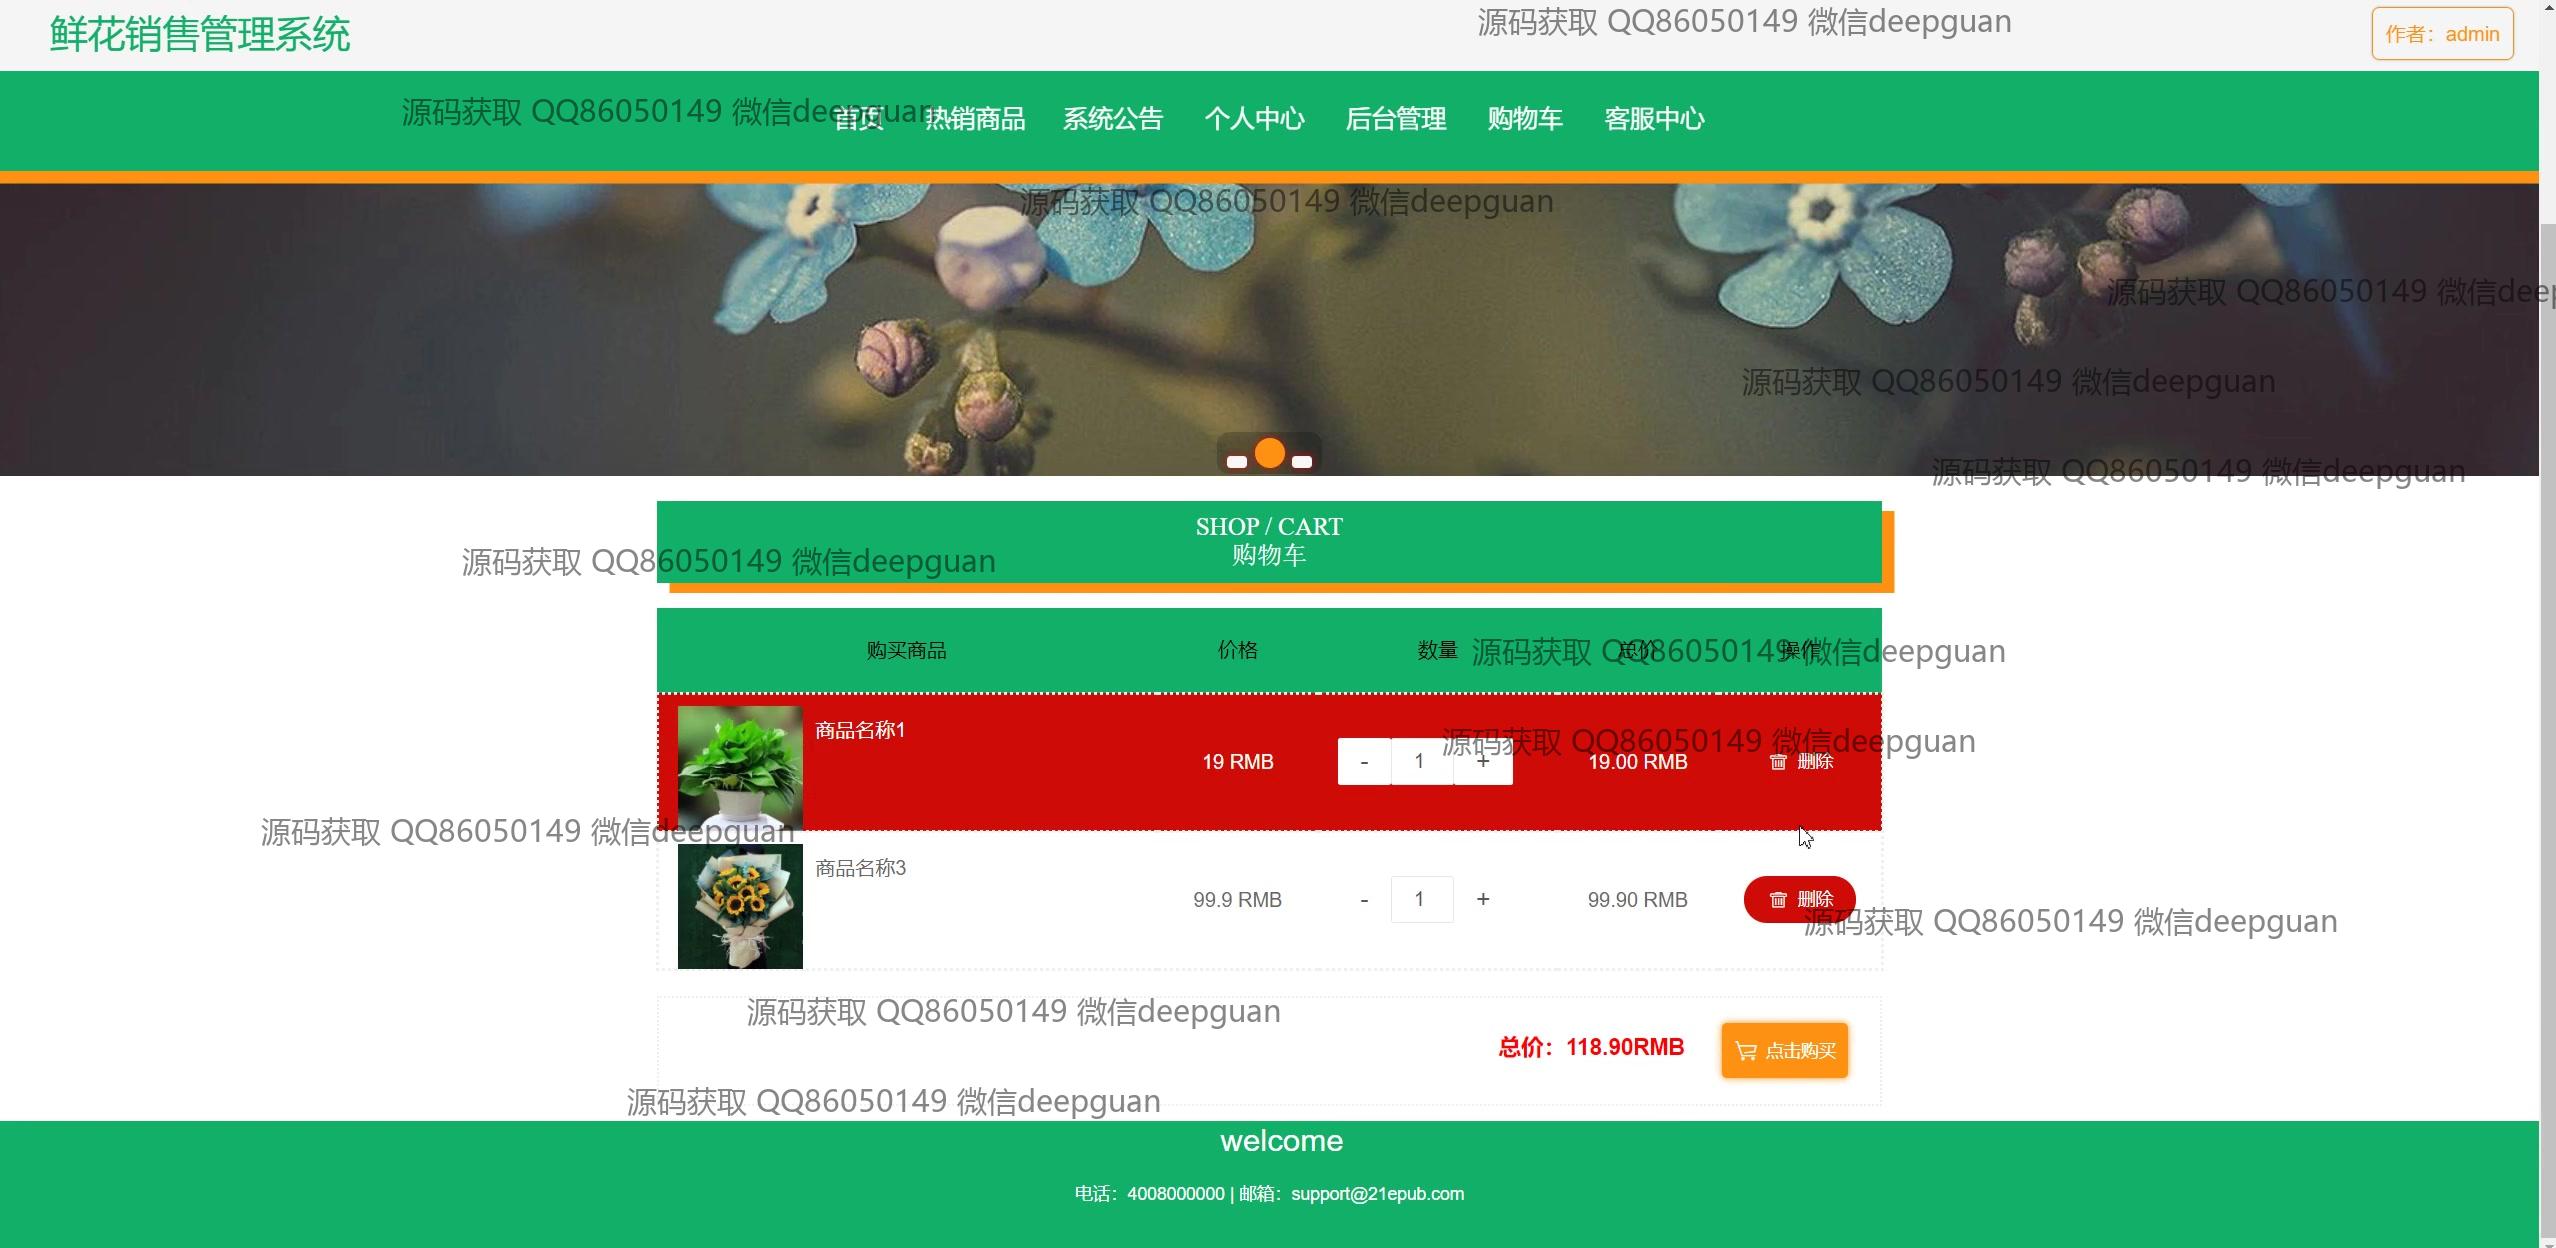 鲜花销售管理系统
源码获取 QQ86050149 微信deepguan
作者：admin
源码获取 QQ86050149 微信deepguan
首页 热销商品 系统公告 个人中心 后台管理 购物车 客服中心
源码获取 QQ86050149 微信deepguan
源码获取 QQ86050149 微信deep
源码获取 QQ86050149 微信deepguan
源码获取 QQ86050149 微信deepguan
SHOP / CART
购物车
源码获取 QQ86050149 微信deepguan
购买商品 价格 数量 总价 操作
源码获取 QQ86050149 微信deepguan
商品名称1
源码获取 QQ86050149 微信deepguan
19 RMB - 1 + 19.00 RMB 删除
源码获取 QQ86050149 微信deepguan
商品名称3
99.9 RMB - 1 + 99.90 RMB 删除
源码获取 QQ86050149 微信deepguan
源码获取 QQ86050149 微信deepguan
总价：118.90RMB 点击购买
源码获取 QQ86050149 微信deepguan
welcome
电话：4008000000 | 邮箱：support@21epub.com